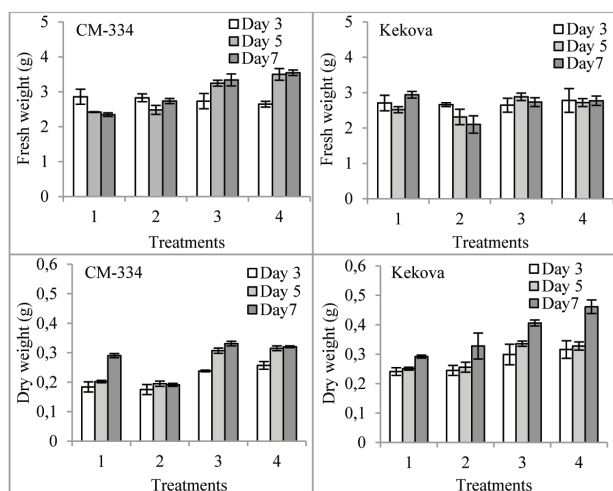 CM-334
Day 3
Day 5
Day7
Fresh weight (g)
5
4
3
2
1
0
1 2 3 4
Treatments
Kekova
Day 3
Day 5
Day7
Fresh weight (g)
5
4
3
2
1
0
1 2 3 4
Treatments
CM-334
Day 3
Day 5
Day7
Dry weight (g)
0,6
0,5
0,4
0,3
0,2
0,1
0
1 2 3 4
Treatments
Kekova
Day 3
Day 5
Day7
Dry weight (g)
0,6
0,5
0,4
0,3
0,2
0,1
0
1 2 3 4
Treatments